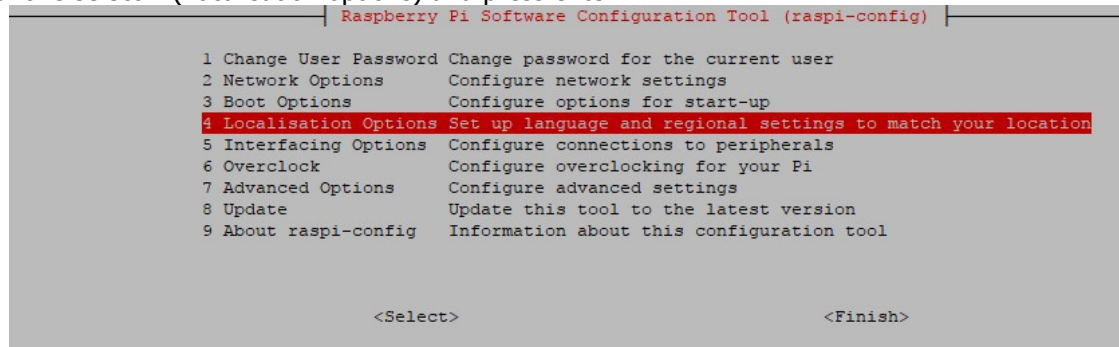 Raspberry Pi Software Configuration Tool (raspi-config)
1 Change User Password Change password for the current user
2 Network Options Configure network settings
3 Boot Options Configure options for start-up
4 Localisation Options Set up language and regional settings to match your location
5 Interfacing Options Configure connections to peripherals
6 Overclock Configure overclocking for your Pi
7 Advanced Options Configure advanced settings
8 Update Update this tool to the latest version
9 About raspi-config Information about this configuration tool
<Select> <Finish>